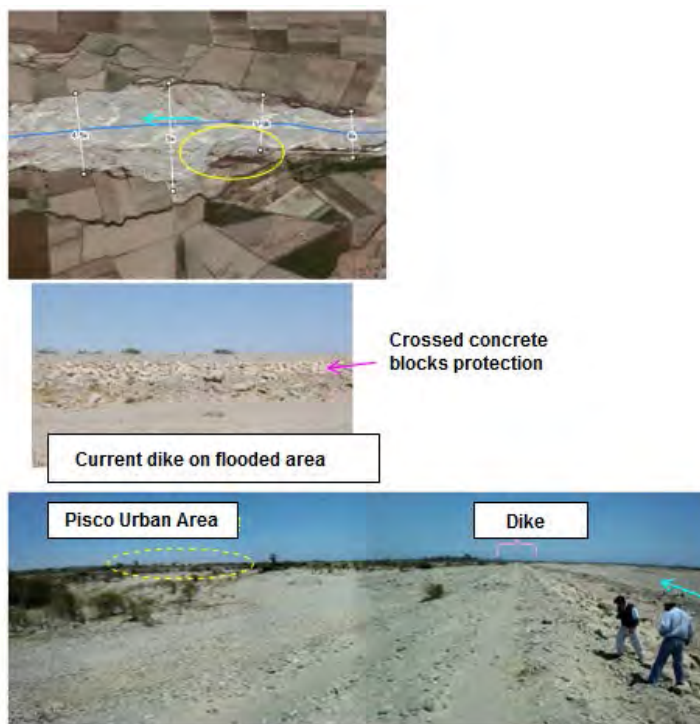 Crossed concrete
blocks protection
Current dike on flooded area
Pisco Urban Area
Dike